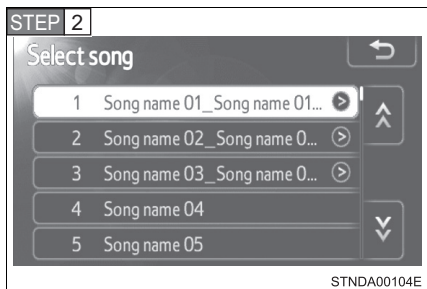 STEP 2
Select song
1 Song name 01_Song name 01...
2 Song name 02_Song name 0...
3 Song name 03_Song name 0...
4 Song name 04
5 Song name 05
STNDA00104E